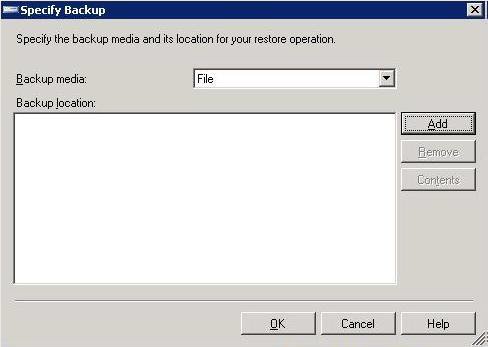 Specify Backup
Specify the backup media and its location for your restore operation.
Backup media:
File
Backup location:
Add
Remove
Contents
OK
Cancel
Help